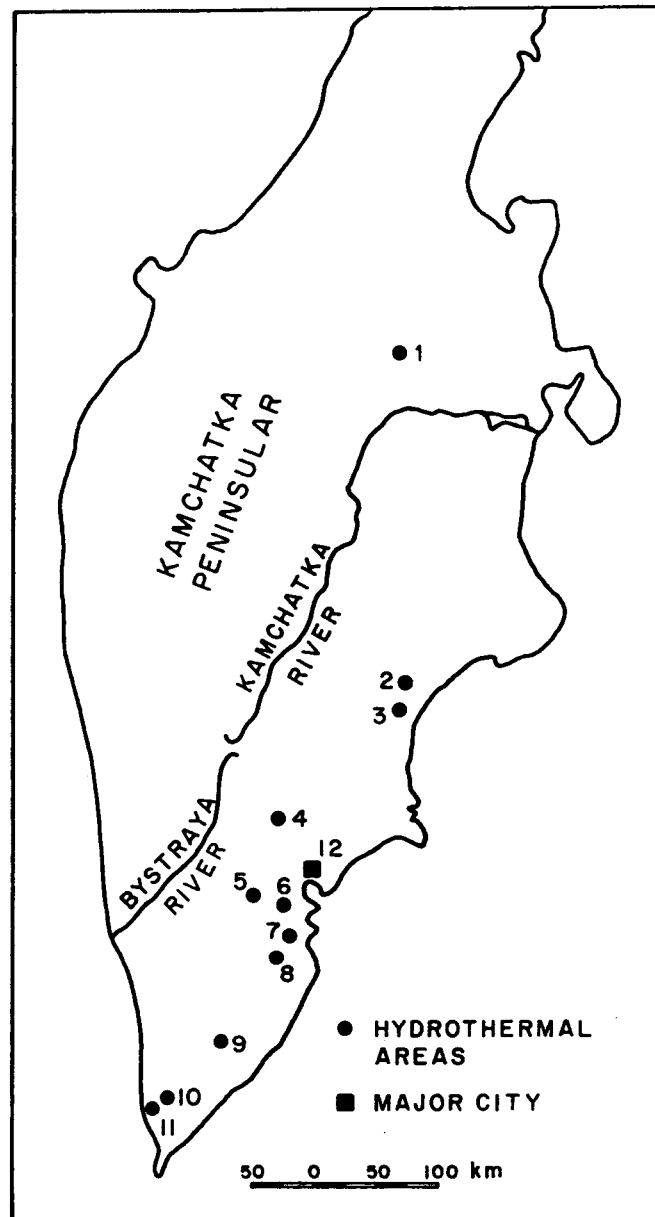 1
KAMCHATKA
PENINSULAR
KAMCHATKA
RIVER
2
3
4
12
BYSTRAYA
RIVER
5
6
7
8
9
10
11
HYDROTHERMAL
AREAS
MAJOR CITY
50 0 50 100 km